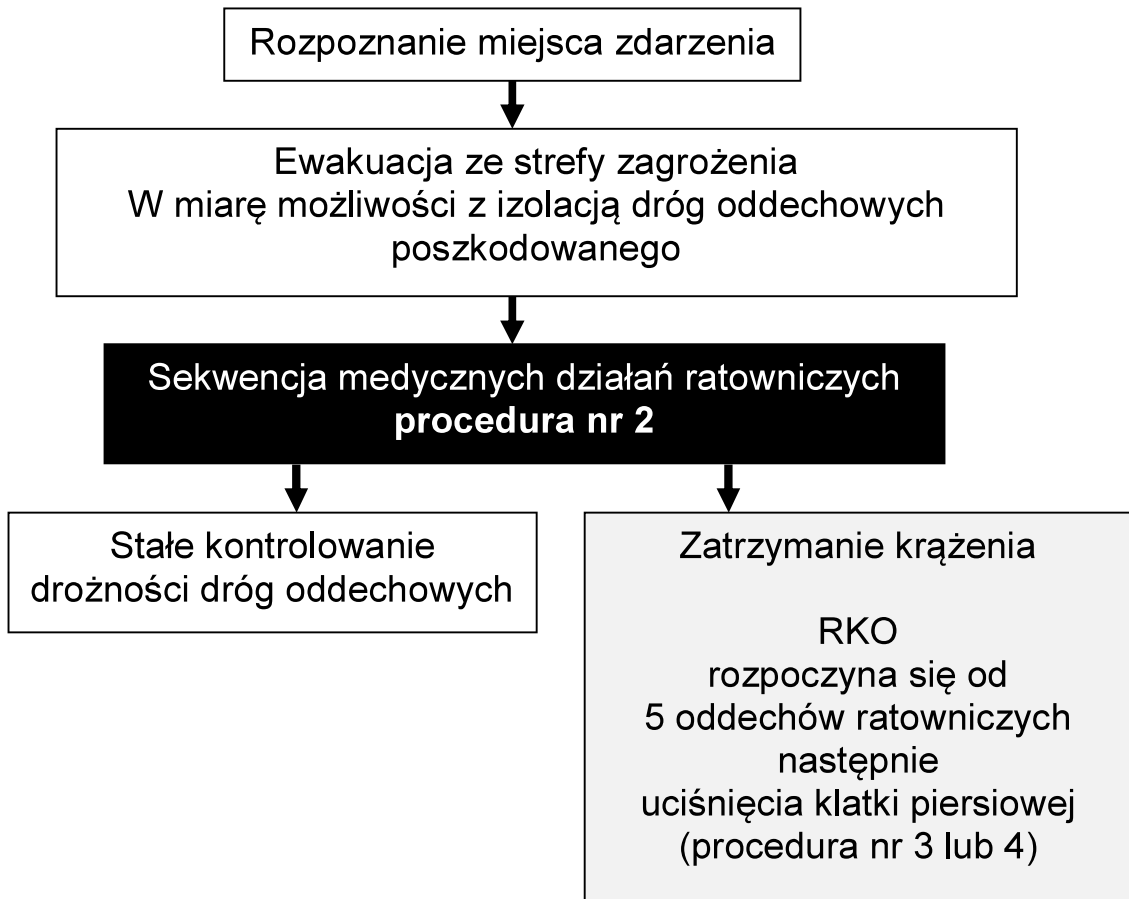 Rozpoznanie miejsca zdarzenia
Ewakuacja ze strefy zagrożenia
W miarę możliwości z izolacją dróg oddechowych
poszkodowanego
Sekwencja medycznych działań ratowniczych
procedura nr 2
Stałe kontrolowanie
drożności dróg oddechowych
Zatrzymanie krążenia
RKO
rozpoczyna się od
5 oddechów ratowniczych
następnie
uciśnięcia klatki piersiowej
(procedura nr 3 lub 4)